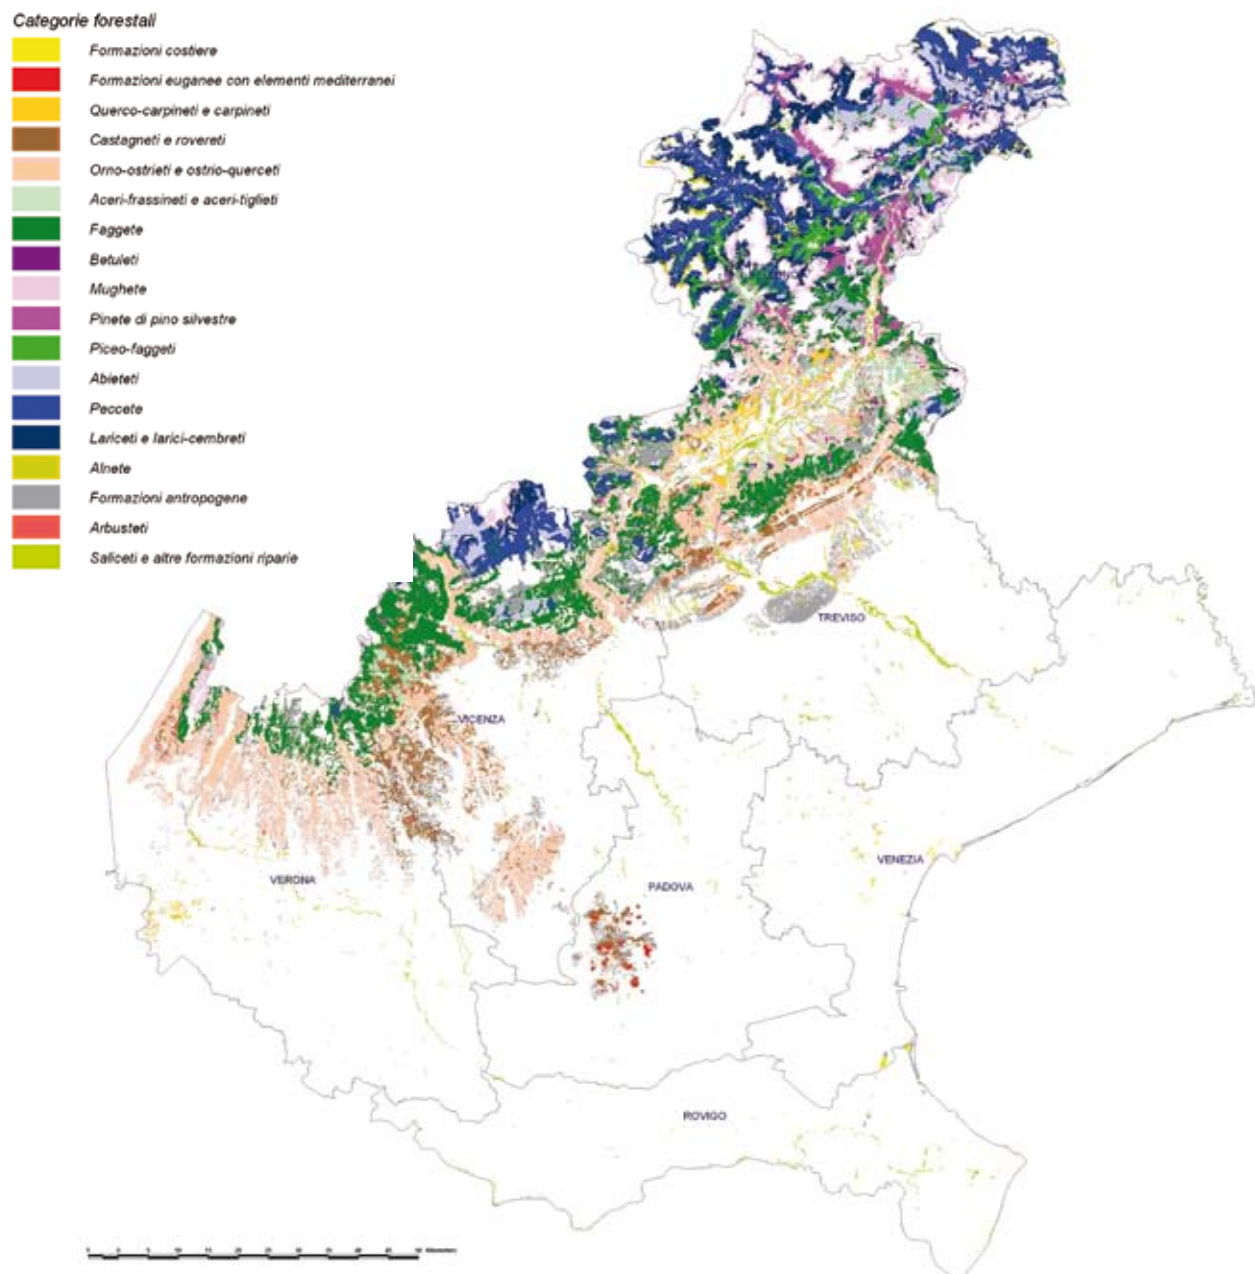 Categorie forestali
Formazioni costiere
Formazioni euganee con elementi mediterranei
Querco-carpineti e carpineti
Castagneti e rovereti
Orno-ostrieti e ostrio-querceti
Aceri-frassineti e aceri-tiglieti
Faggete
Betuleti
Mughete
Pinete di pino silvestre
Piceo-faggeti
Abieteti
Peccete
Lariceti e larici-cembreti
Alnete
Formazioni antropogene
Arbusteti
Saliceti e altre formazioni riparie
TREVISO
VICENZA
VENEZIA
VERONA
PADOVA
ROVIGO
Kilometers